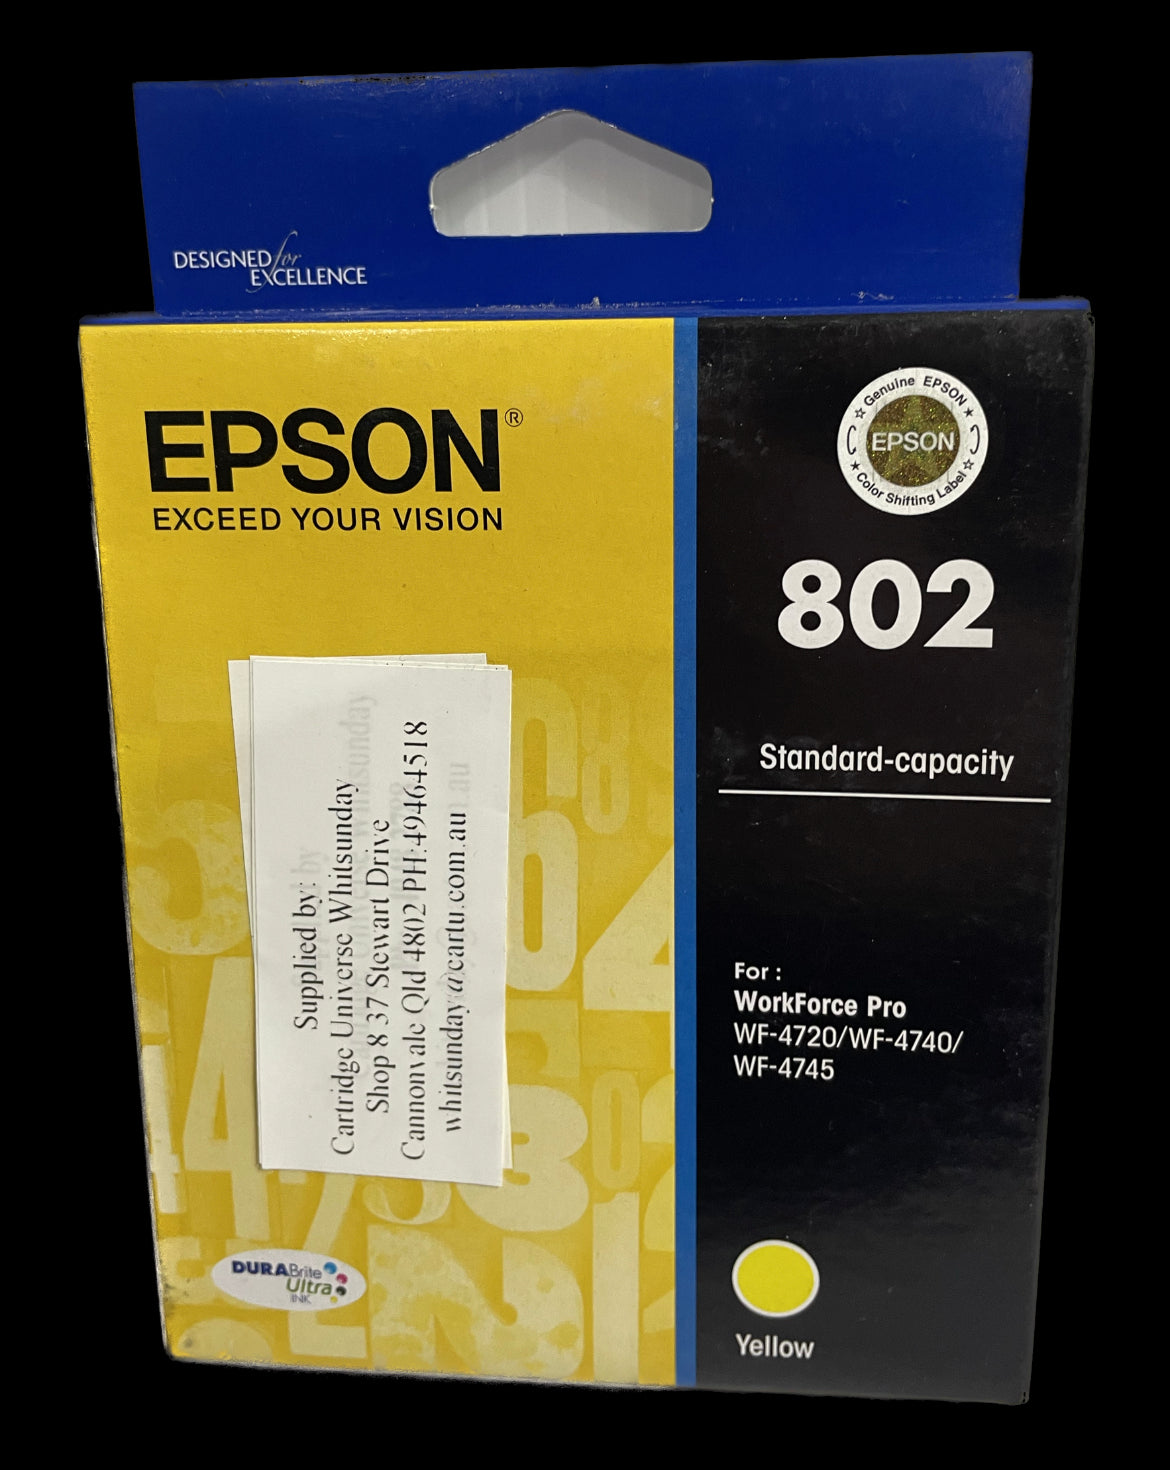 DESIGNED for
EXCELLENCE
EPSON®
EXCEED YOUR VISION
Genuine EPSON
EPSON
Color Shifting Label
802
Standard-capacity
For :
WorkForce Pro
WF-4720/WF-4740/
WF-4745
Yellow
Supplied by:
Cartridge Universe Whitsunday
Shop 8 37 Stewart Drive
Cannonvale Qld 4802 PH:49464518
whitsunday@cartu.com.au
DURABrite
Ultra
INK